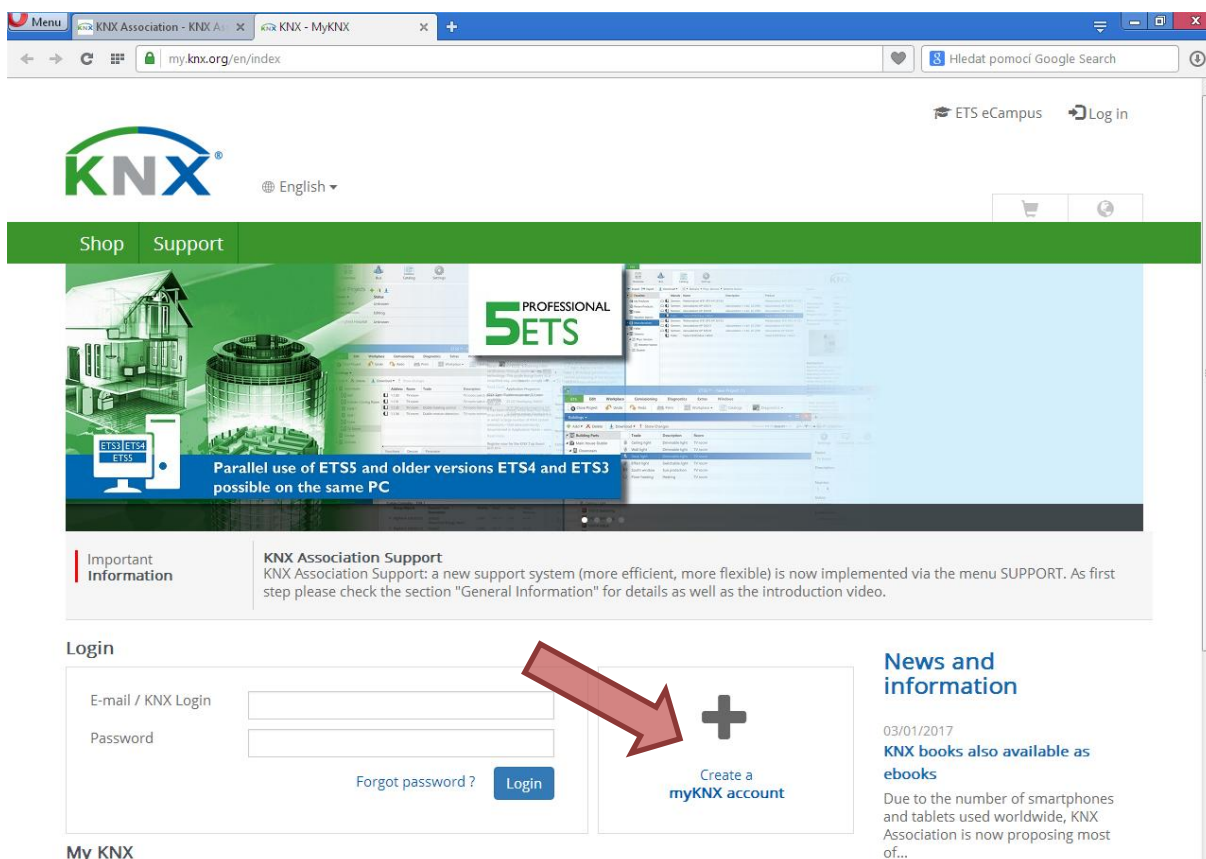 Menu
KNX Association - KNX As
KNX - MyKNX
my.knx.org/en/index
Hledat pomocí Google Search
ETS eCampus
Log in
KNX®
English
Shop
Support
5 PROFESSIONAL
ETS
ETS3 ETS4
ETS5
Parallel use of ETS5 and older versions ETS4 and ETS3
possible on the same PC
Important
Information
KNX Association Support
KNX Association Support: a new support system (more efficient, more flexible) is now implemented via the menu SUPPORT. As first
step please check the section "General Information" for details as well as the introduction video.
Login
E-mail / KNX Login
Password
Forgot password ?
Login
Create a
myKNX account
News and
information
03/01/2017
KNX books also available as
ebooks
Due to the number of smartphones
and tablets used worldwide, KNX
Association is now proposing most
of...
My KNX